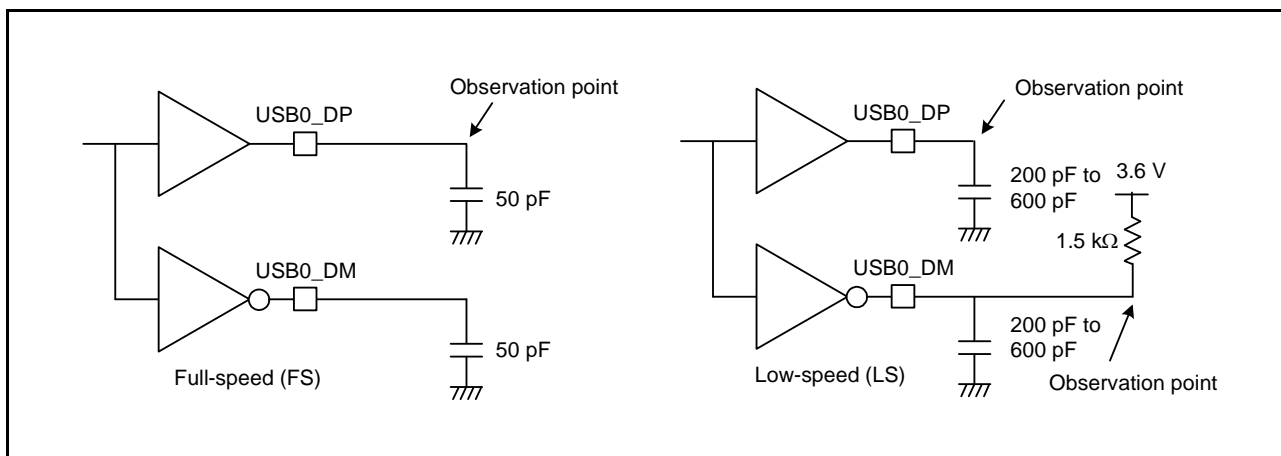 Observation point
USB0_DP
50 pF
USB0_DM
50 pF
Full-speed (FS)
Observation point
USB0_DP
200 pF to
600 pF
3.6 V
1.5 kΩ
USB0_DM
200 pF to
600 pF
Observation point
Low-speed (LS)